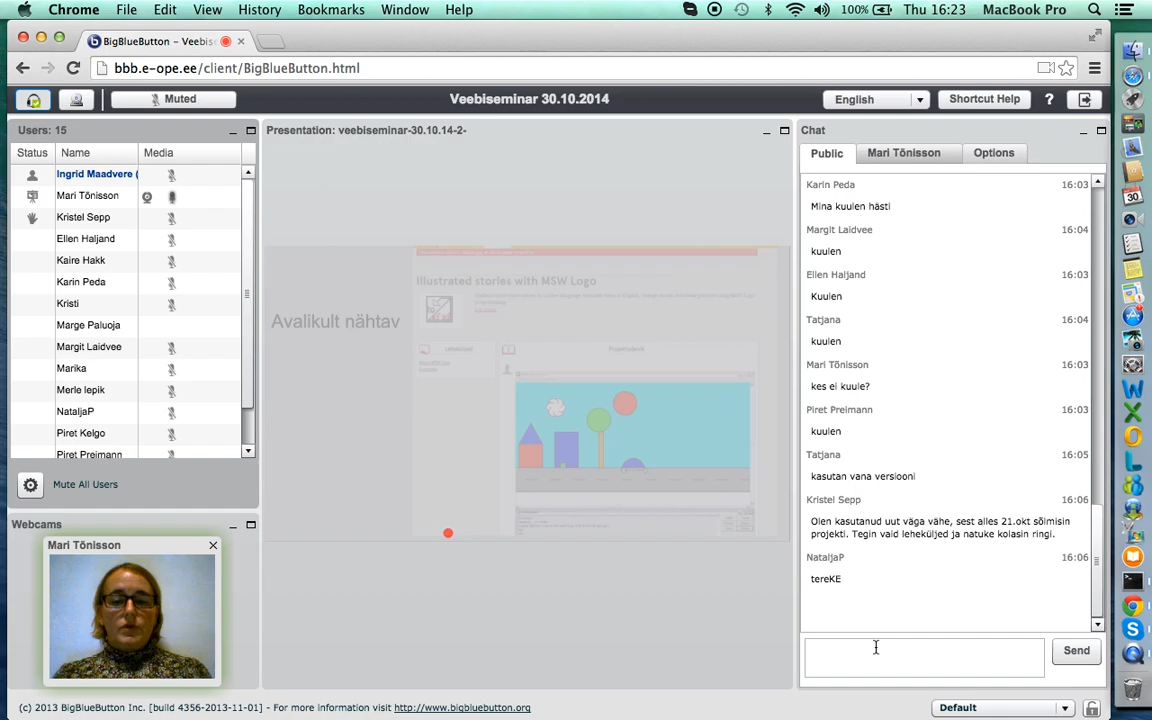 Chrome File Edit View History Bookmarks Window Help 100% Thu 16:23 MacBook Pro
BigBlueButton – Veebise
bbb.e-ope.ee/client/BigBlueButton.html
Muted Veebiseminar 30.10.2014 English Shortcut Help ?
Users: 15
Status Name Media
Ingrid Maadvere (
Mari Tõnisson
Kristel Sepp
Ellen Haljand
Kaire Hakk
Karin Peda
Kristi
Marge Paluoja
Margit Laidvee
Marika
Merle lepik
NataljaP
Piret Kelgo
Piret Preimann
Mute All Users
Webcams
Mari Tõnisson
Presentation: veebiseminar-30.10.14-2-
Avalikult nähtav
Illustrated stories with MSW Logo
Chat
Public Mari Tõnisson Options
Karin Peda 16:03
Mina kuulen hästi
Margit Laidvee 16:04
kuulen
Ellen Haljand 16:03
Kuulen
Tatjana 16:04
kuulen
Mari Tõnisson 16:03
kes ei kuule?
Piret Preimann 16:03
kuulen
Tatjana 16:05
kasutan vana versiooni
Kristel Sepp 16:06
Olen kasutanud uut väga vähe, sest alles 21.okt sõlmisin
projekti. Tegin vaid leheküljed ja natuke kolasin ringi.
NataljaP 16:06
tereKE
Send
(c) 2013 BigBlueButton Inc. [build 4356-2013-11-01] - For more information visit http://www.bigbluebutton.org
Default
30